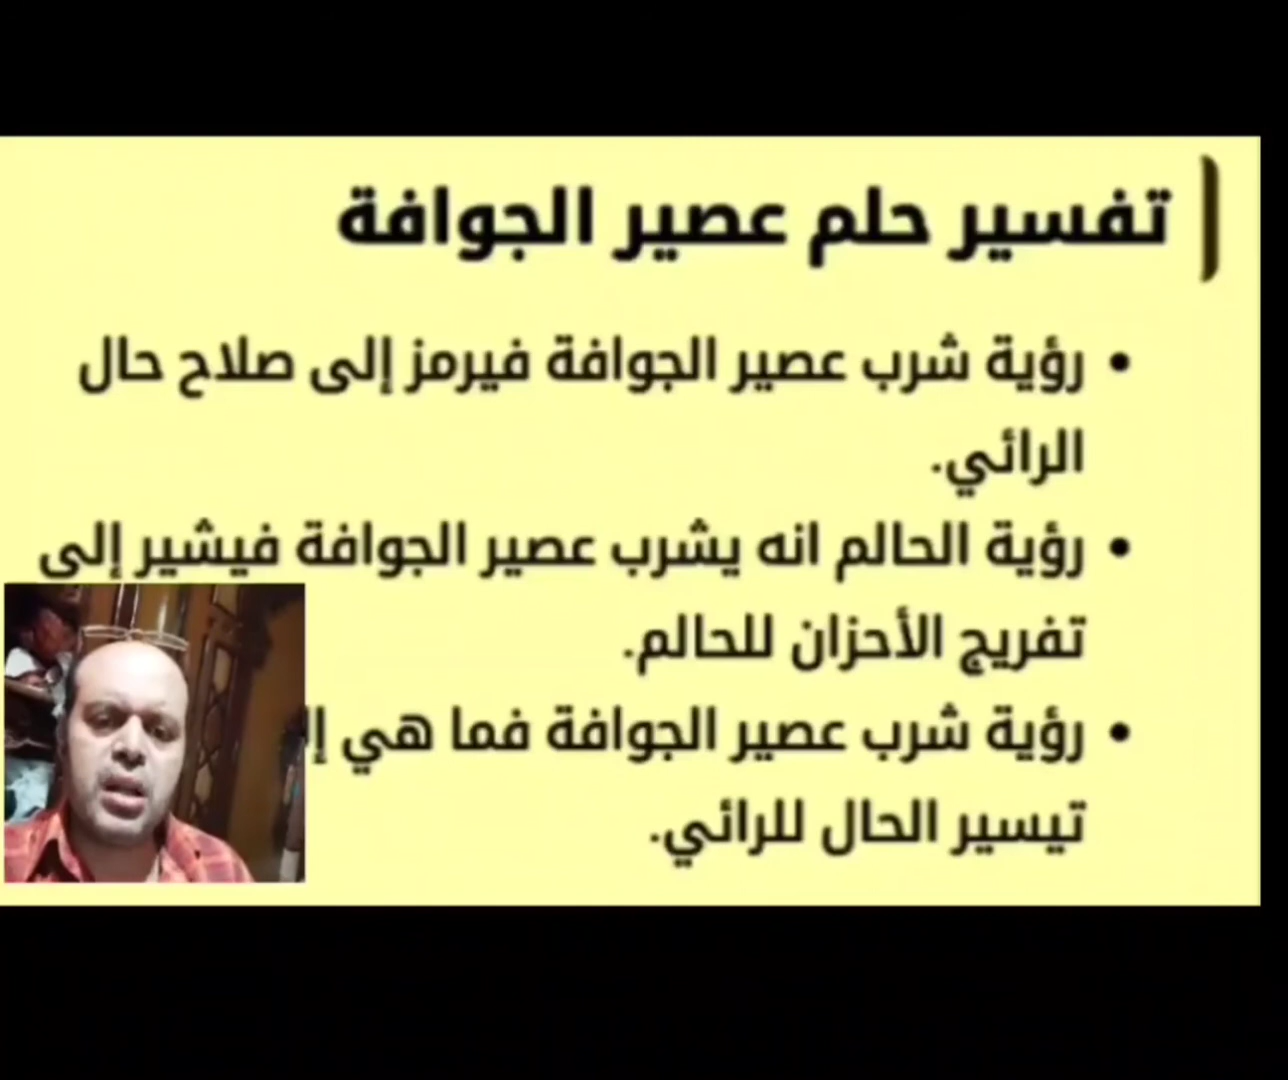 تفسير حلم عصير الجوافة
• رؤية شرب عصير الجوافة فيرمز إلى صلاح حال
الرائي.
• رؤية الحالم انه يشرب عصير الجوافة فيشير إلى
تفريج الأحزان للحالم.
• رؤية شرب عصير الجوافة فما هي
تيسير الحال للرائي.